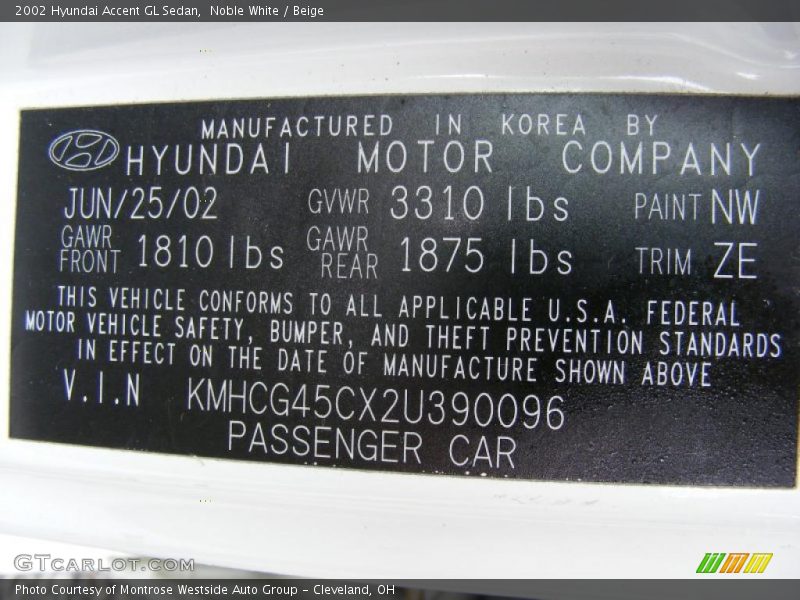 2002 Hyundai Accent GL Sedan,  Noble White / Beige
MANUFACTURED IN KOREA BY
HYUNDAI MOTOR COMPANY
JUN/25/02 GVWR 3310 lbs PAINT NW
GAWR FRONT 1810 lbs GAWR REAR 1875 lbs TRIM ZE
THIS VEHICLE CONFORMS TO ALL APPLICABLE U.S.A. FEDERAL
MOTOR VEHICLE SAFETY, BUMPER, AND THEFT PREVENTION STANDARDS
IN EFFECT ON THE DATE OF MANUFACTURE SHOWN ABOVE
V.I.N KMHCG45CX2U390096
PASSENGER CAR
GTCARLOT.COM
Photo Courtesy of Montrose Westside Auto Group - Cleveland, OH